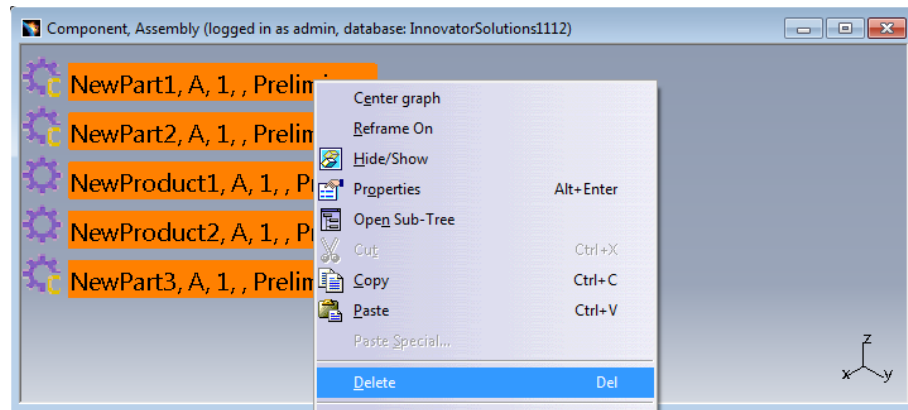 Component, Assembly (logged in as admin, database: InnovatorSolutions1112)
NewPart1, A, 1, , Prelim
NewPart2, A, 1, , Prelim
NewProduct1, A, 1, , P
NewProduct2, A, 1, , P
NewPart3, A, 1, , Prelim
Center graph
Reframe On
Hide/Show
Properties Alt+Enter
Open Sub-Tree
Cut Ctrl+X
Copy Ctrl+C
Paste Ctrl+V
Paste Special...
Delete Del
z
x y